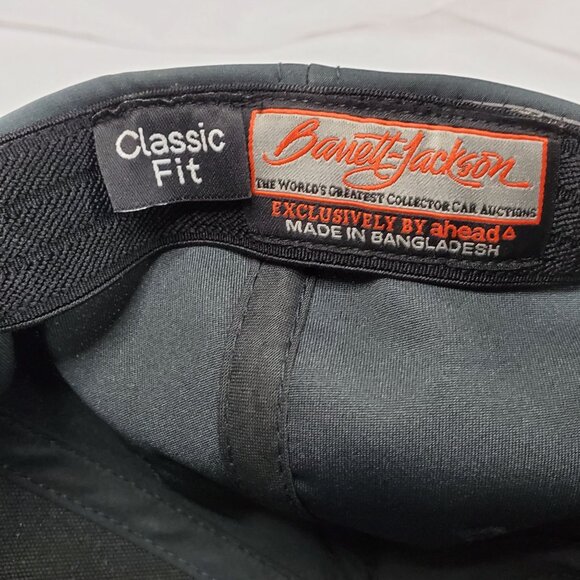 Classic
Fit
Barrett-Jackson
THE WORLD'S GREATEST COLLECTOR CAR AUCTIONS
EXCLUSIVELY BY ahead
MADE IN BANGLADESH